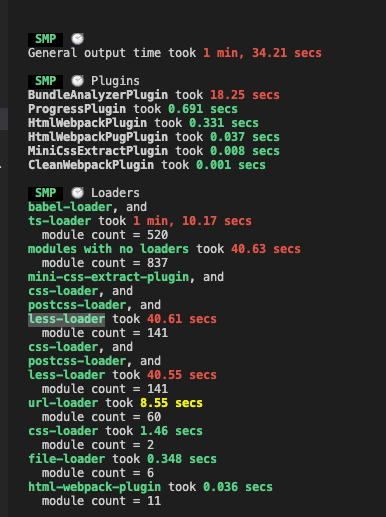 SMP ⏱
General output time took 1 min, 34.21 secs
SMP ⏱ Plugins
BundleAnalyzerPlugin took 18.25 secs
ProgressPlugin took 0.691 secs
HtmlWebpackPlugin took 0.331 secs
HtmlWebpackPugPlugin took 0.037 secs
MiniCssExtractPlugin took 0.008 secs
CleanWebpackPlugin took 0.001 secs
SMP ⏱ Loaders
babel-loader, and
ts-loader took 1 min, 10.17 secs
module count = 520
modules with no loaders took 40.63 secs
module count = 837
mini-css-extract-plugin, and
css-loader, and
postcss-loader, and
less-loader took 40.61 secs
module count = 141
css-loader, and
postcss-loader, and
less-loader took 40.55 secs
module count = 141
url-loader took 8.55 secs
module count = 60
css-loader took 1.46 secs
module count = 2
file-loader took 0.348 secs
module count = 6
html-webpack-plugin took 0.036 secs
module count = 11